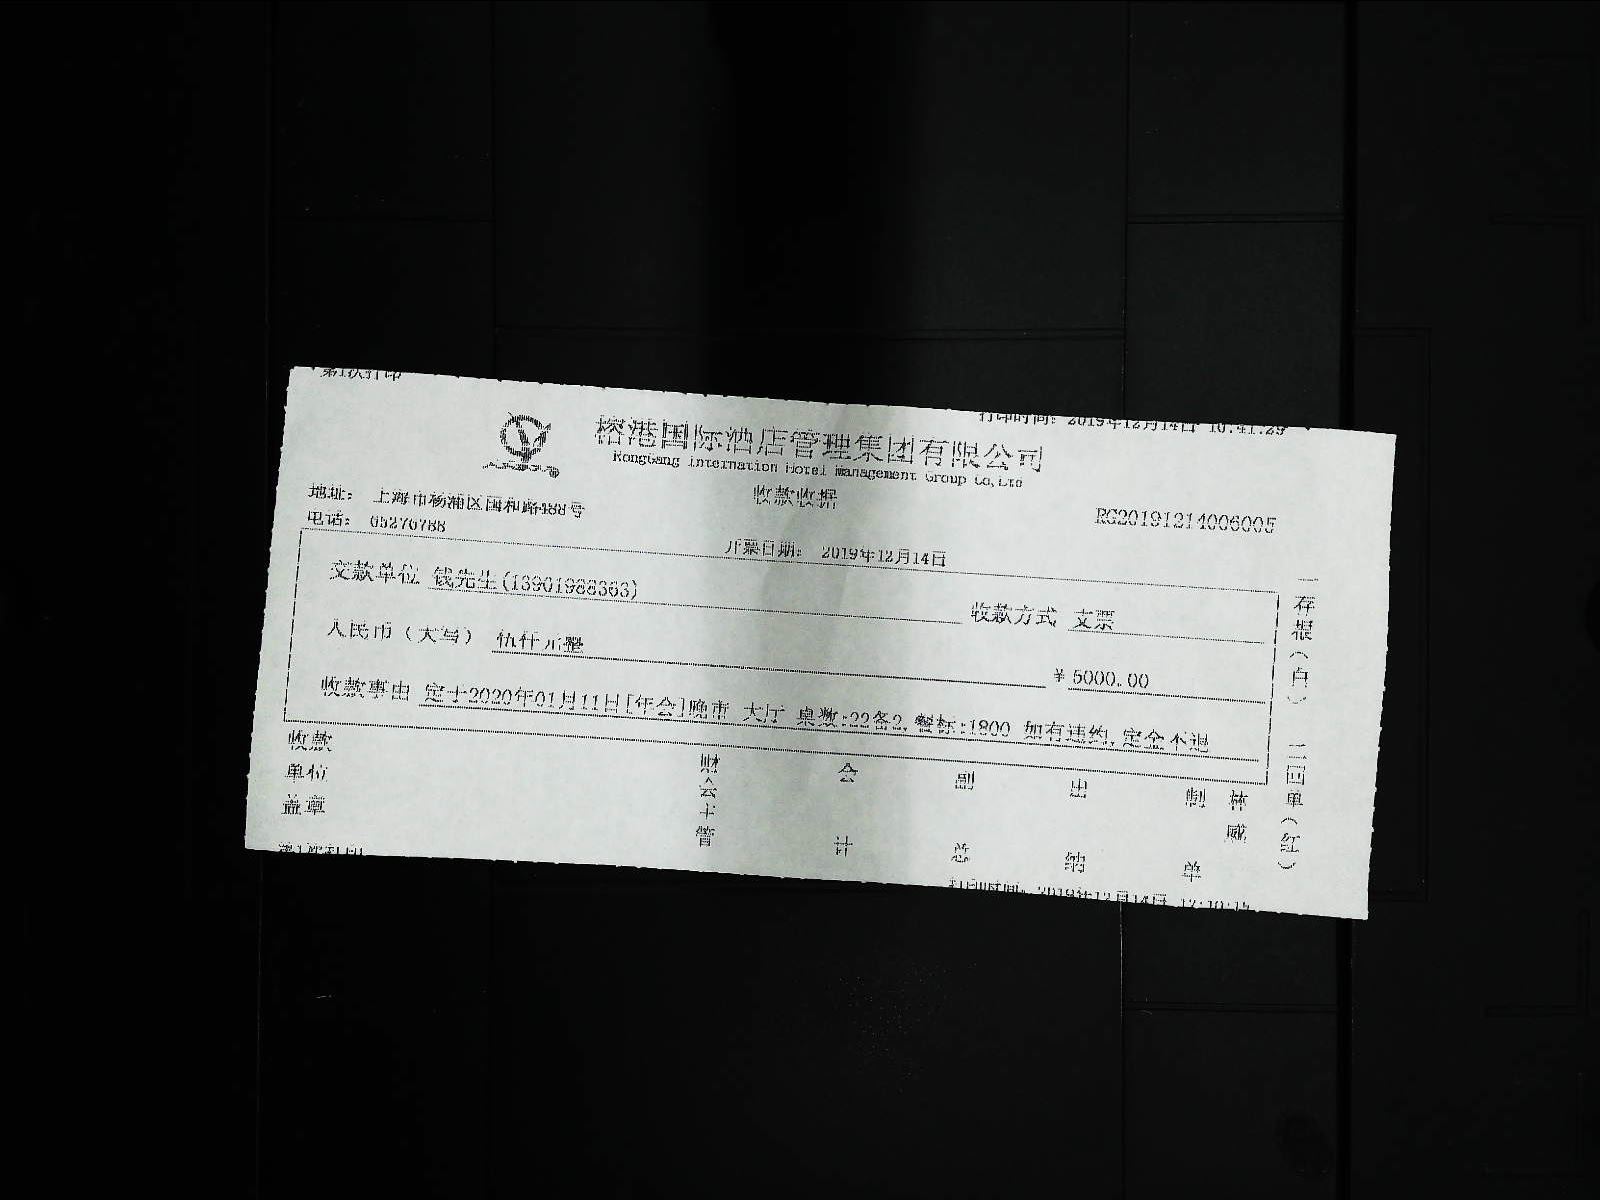 第1次打印
打印时间: 2019年12月14日 10:41:29
榕港国际酒店管理集团有限公司
RongGang Internation Hotel Management Group Co,Ltd
收款收据
地址: 上海市杨浦区国和路488号
RG20191214006005
电话: 65276788
开票日期: 2019年12月14日
交款单位 钱先生(13901988363)
收款方式 支票
人民币(大写) 伍仟元整
¥ 5000.00
收款事由 定于2020年01月11日[年会]晚市 大厅 桌数:22备2,餐标:1800 如有违约,定金不退
一存根(白) 二回单(红)
收款单位盖章
财会主管
会计
副总
出纳
制单
林威
第1次打印
打印时间: 2019年12月14日 12:10:15